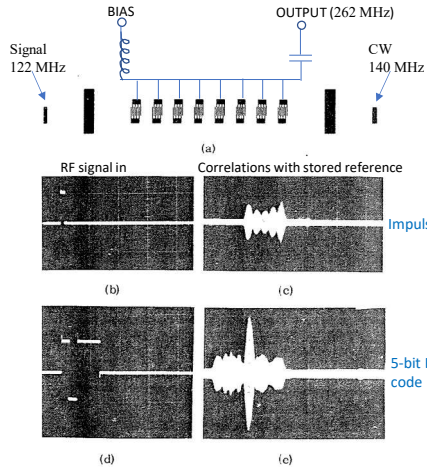 BIAS
OUTPUT (262 MHz)
Signal
122 MHz
CW
140 MHz
(a)
RF signal in
Correlations with stored reference
(b)
(c)
(d)
(e)
5-bit
code